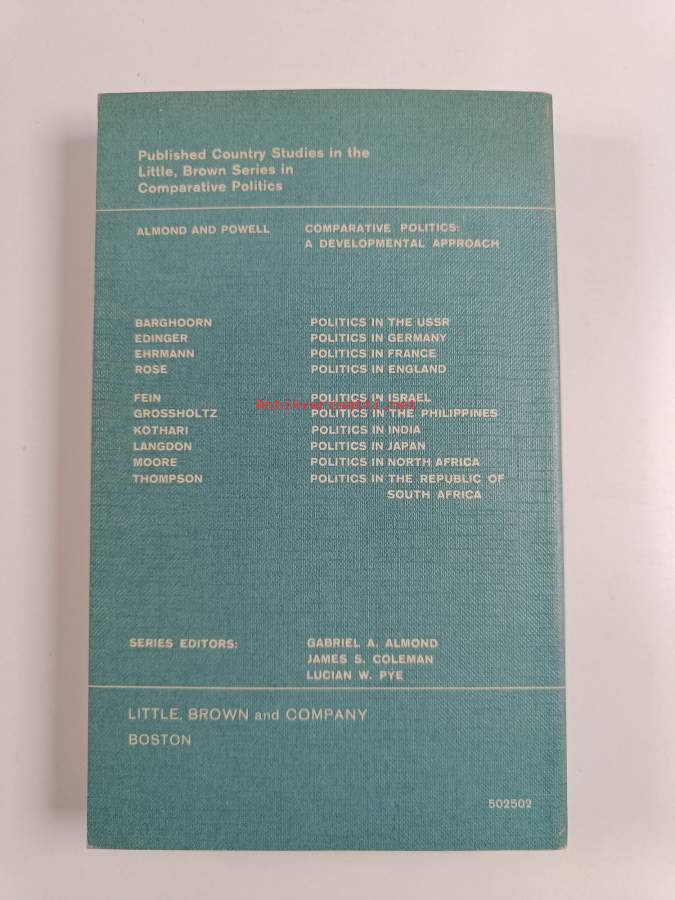 Published Country Studies in the
Little, Brown Series in
Comparative Politics
ALMOND AND POWELL COMPARATIVE POLITICS:
A DEVELOPMENTAL APPROACH
BARGHOORN POLITICS IN THE USSR
EDINGER POLITICS IN GERMANY
EHRMANN POLITICS IN FRANCE
ROSE POLITICS IN ENGLAND
FEIN POLITICS IN ISRAEL
Antikvariaatti.net
GROSSHOLTZ POLITICS IN THE PHILIPPINES
KOTHARI POLITICS IN INDIA
LANGDON POLITICS IN JAPAN
MOORE POLITICS IN NORTH AFRICA
THOMPSON POLITICS IN THE REPUBLIC OF
SOUTH AFRICA
SERIES EDITORS: GABRIEL A. ALMOND
JAMES S. COLEMAN
LUCIAN W. PYE
LITTLE, BROWN and COMPANY
BOSTON
502502